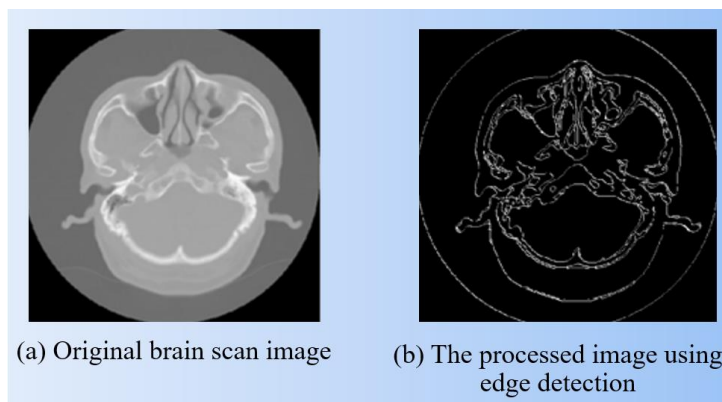 (a) Original brain scan image
(b) The processed image using
edge detection